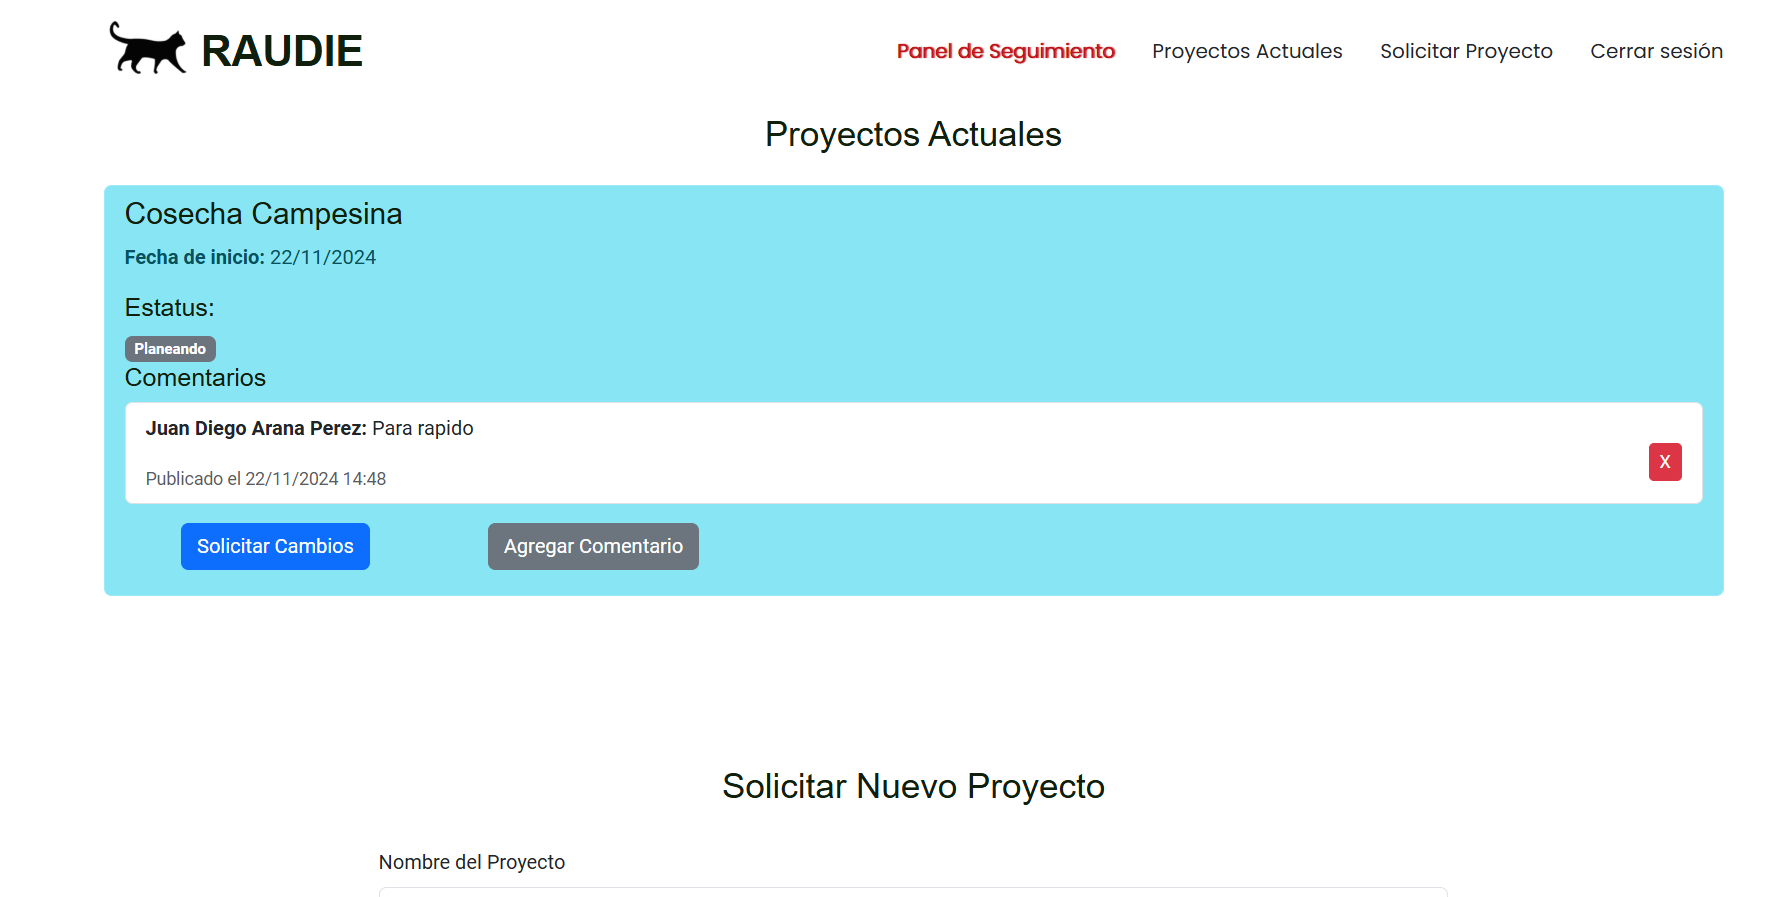 RAUDIE
Panel de Seguimiento
Proyectos Actuales
Solicitar Proyecto
Cerrar sesión
Proyectos Actuales
Cosecha Campesina
Fecha de inicio: 22/11/2024
Estatus:
Planeando
Comentarios
Juan Diego Arana Perez: Para rapido
Publicado el 22/11/2024 14:48
X
Solicitar Cambios
Agregar Comentario
Solicitar Nuevo Proyecto
Nombre del Proyecto